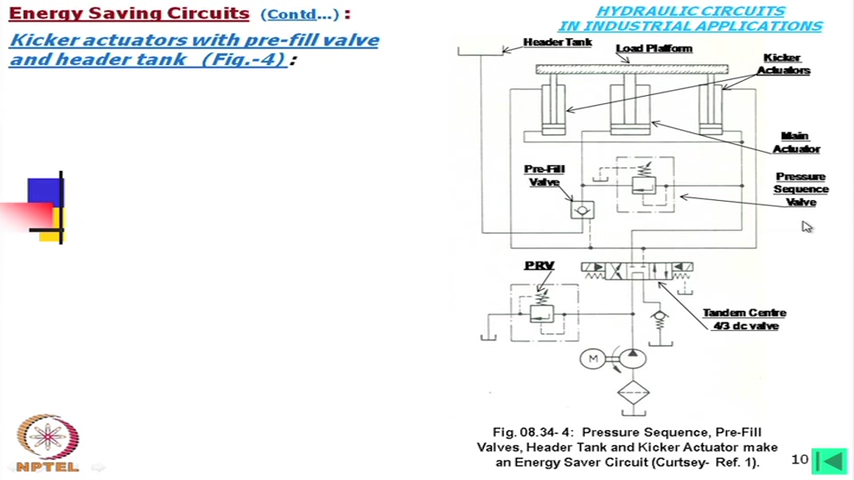 Energy Saving Circuits (Contd...) :
HYDRAULIC CIRCUITS
IN INDUSTRIAL APPLICATIONS
Kicker actuators with pre-fill valve
and header tank (Fig.-4) :
Header Tank
Load Platform
Kicker
Actuators
Main
Actuator
Pre-Fill
Valve
Pressure
Sequence
Valve
PRV
Tandem Centre
4/3 dc valve
M
Fig. 08.34- 4: Pressure Sequence, Pre-Fill
Valves, Header Tank and Kicker Actuator make
an Energy Saver Circuit (Curtsey- Ref. 1).
10
NPTEL